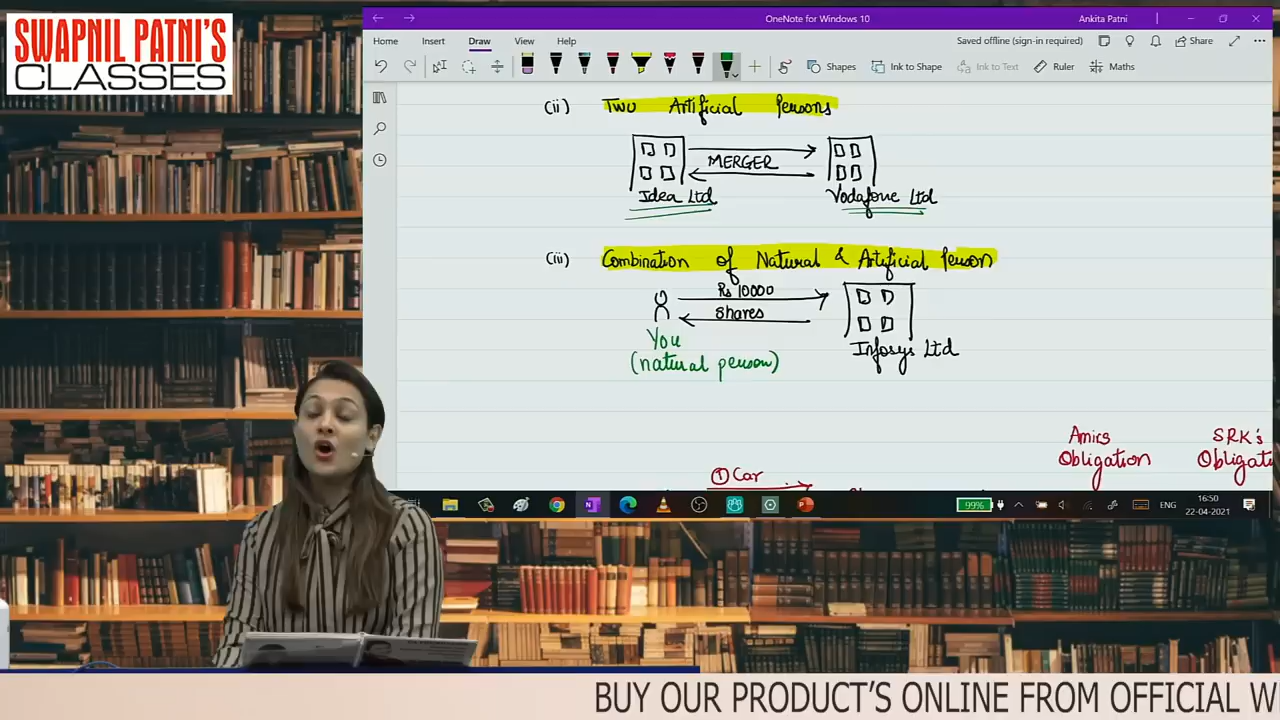 SWAPNIL PATNI'S
CLASSES
OneNote for Windows 10
Ankita Patni
Home Insert Draw View Help
Saved offline (sign-in required)
Share
Shapes Ink to Shape Ink to Text Ruler Maths
(ii) Two Artificial Persons
MERGER
Idea Ltd Vodafone Ltd
(iii) Combination of Natural & Artificial Person
Rs 10000
Shares
You
(natural person)
Infosys Ltd
Amir's SRK's
Obligation Obligati
① Car
99%
ENG
16:50
22-04-2021
BUY OUR PRODUCT'S ONLINE FROM OFFICIAL W